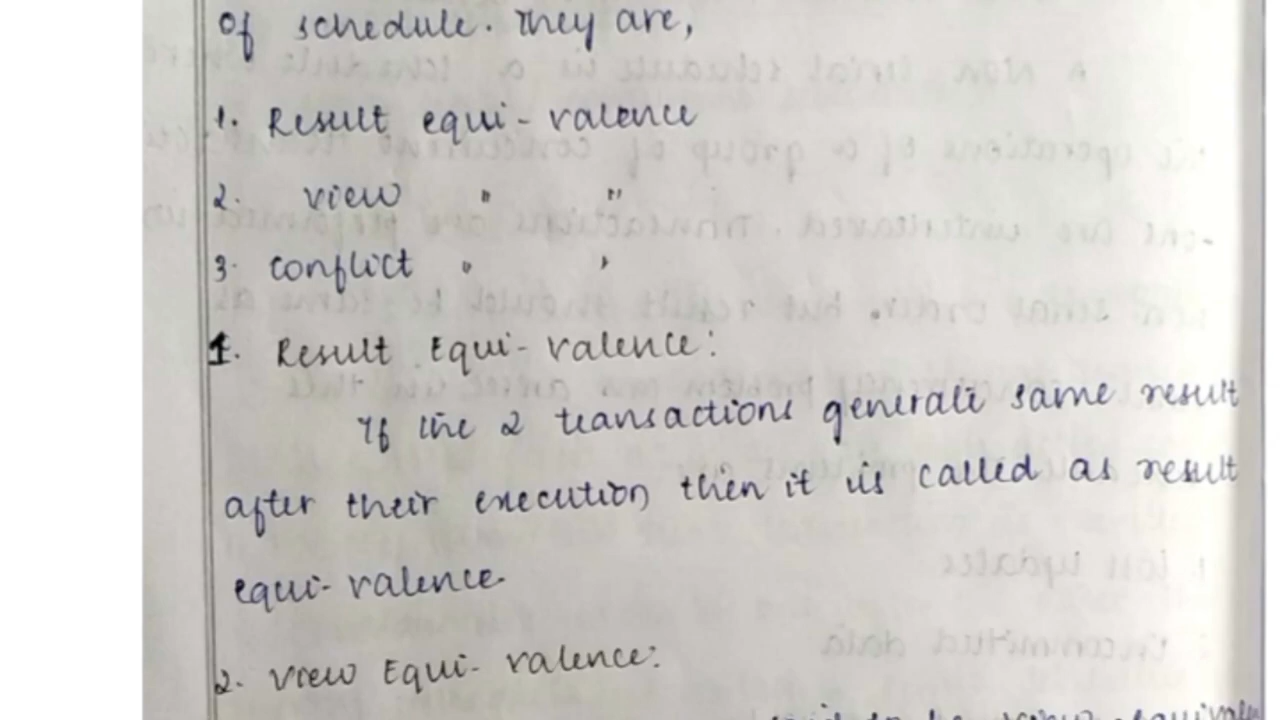 of schedule. They are,
1. Result equi-valence
2. view " "
3. conflict " "
1. Result Equi-valence:
If the 2 transactions generate same result
after their execution then it is called as result
equi-valence.
2. View Equi-valence: